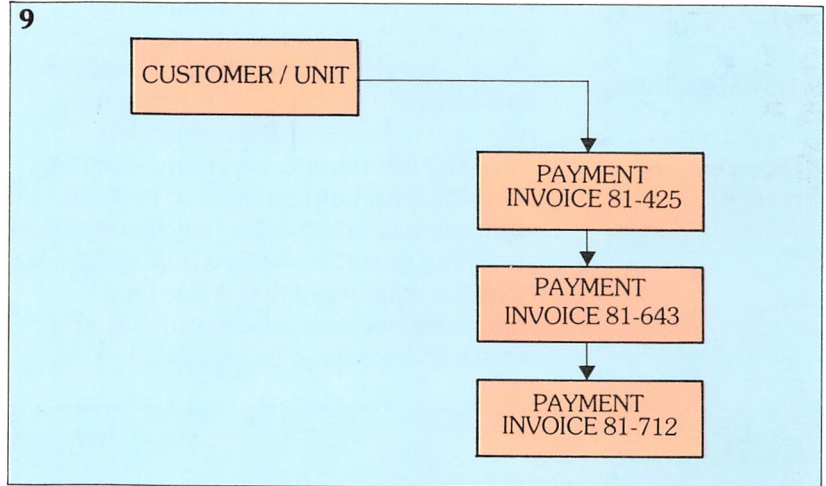 9
CUSTOMER / UNIT
PAYMENT
INVOICE 81-425
PAYMENT
INVOICE 81-643
PAYMENT
INVOICE 81-712